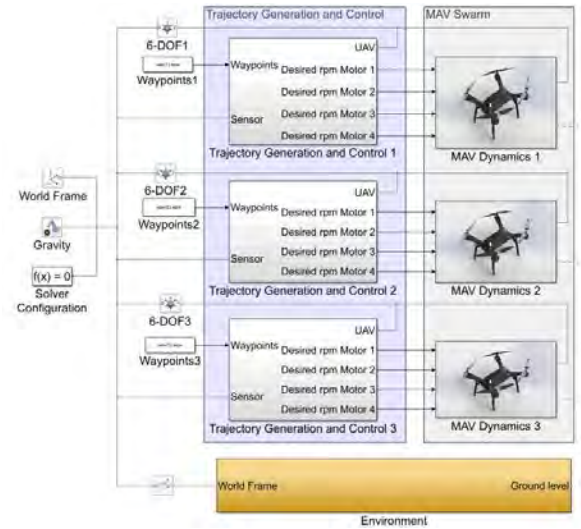 Trajectory Generation and Control
MAV Swarm
6-DOF1
Waypoints1
UAV
Waypoints
Desired rpm Motor 1
Desired rpm Motor 2
Desired rpm Motor 3
Sensor
Desired rpm Motor 4
Trajectory Generation and Control 1
MAV Dynamics 1
World Frame
Gravity
f(x) = 0
Solver
Configuration
6-DOF2
Waypoints2
UAV
Waypoints
Desired rpm Motor 1
Desired rpm Motor 2
Desired rpm Motor 3
Sensor
Desired rpm Motor 4
Trajectory Generation and Control 2
MAV Dynamics 2
6-DOF3
Waypoints3
UAV
Waypoints
Desired rpm Motor 1
Desired rpm Motor 2
Desired rpm Motor 3
Sensor
Desired rpm Motor 4
Trajectory Generation and Control 3
MAV Dynamics 3
World Frame
Ground level
Environment